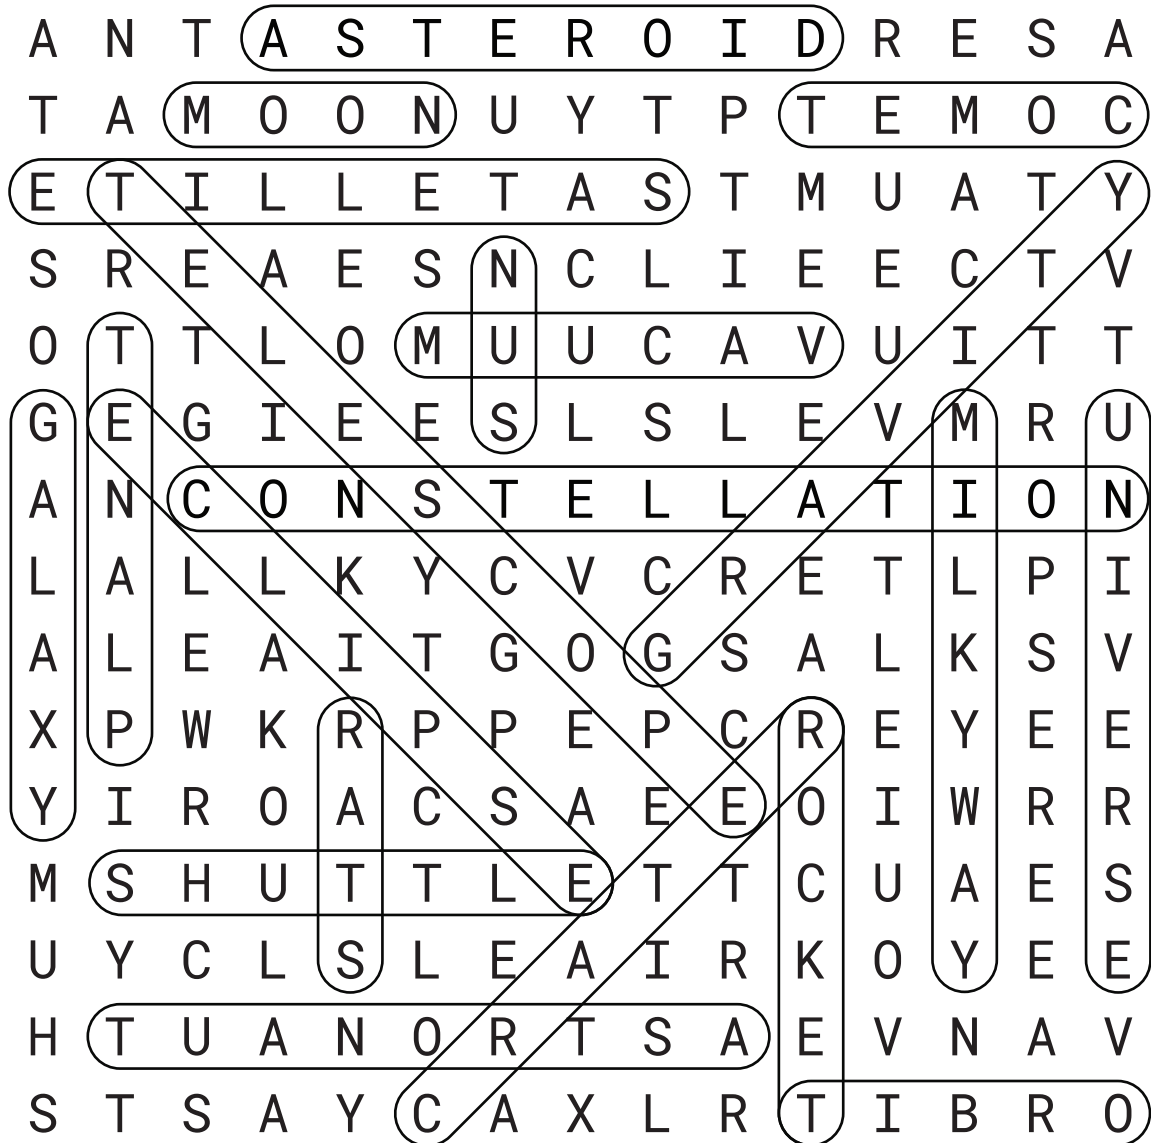 A N T A S T E R O I D R E S A
T A M O O N U Y T P T E M O C
E T I L L E T A S T M U A T Y
S R E A E S N C L I E E C T V
O T T L O M U U C A V U I T T
G E G I E E S L S L E V M R U
A N C O N S T E L L A T I O N
L A L L K Y C V C R E T L P I
A L E A I T G O G S A L K S V
X P W K R P P E P C R E Y E E
Y I R O A C S A E E O I W R R
M S H U T T L E T T C U A E S
U Y C L S L E A I R K O Y E E
H T U A N O R T S A E V N A V
S T S A Y C A X L R T I B R O